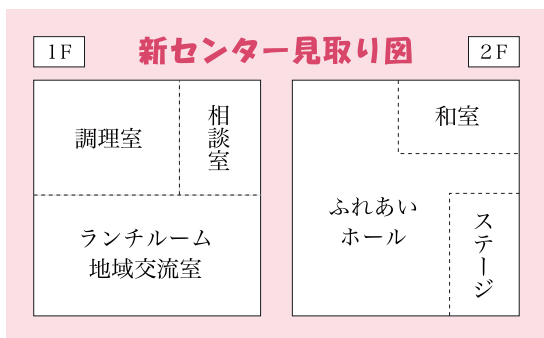 新センター見取り図
1F
調理室
相談室
ランチルーム
地域交流室
2F
和室
ふれあい
ホール
ステージ